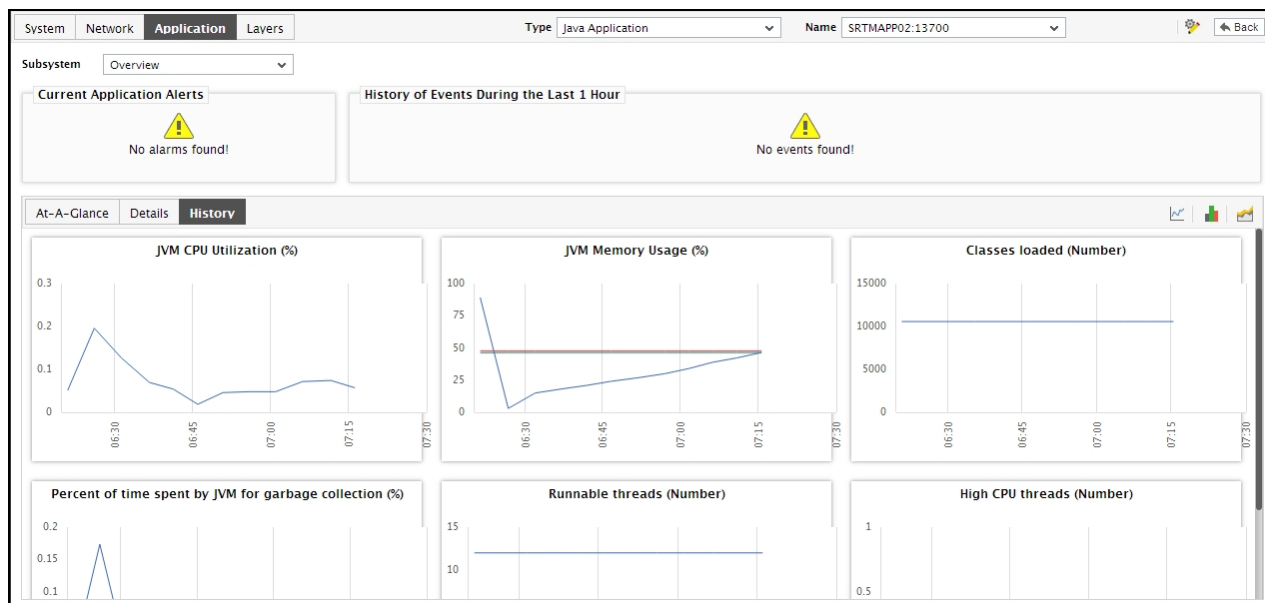 System Network Application Layers Type Java Application Name SRTMAPP02:13700 Back
Subsystem Overview
Current Application Alerts
No alarms found!
History of Events During the Last 1 Hour
No events found!
At-A-Glance Details History
JVM CPU Utilization (%)
0.3
0.2
0.1
0
06:30 06:45 07:00 07:15 07:30
JVM Memory Usage (%)
100
75
50
25
0
06:30 06:45 07:00 07:15 07:30
Classes loaded (Number)
15000
10000
5000
0
06:30 06:45 07:00 07:15 07:30
Percent of time spent by JVM for garbage collection (%)
0.2
0.15
0.1
Runnable threads (Number)
15
10
High CPU threads (Number)
1
0.5